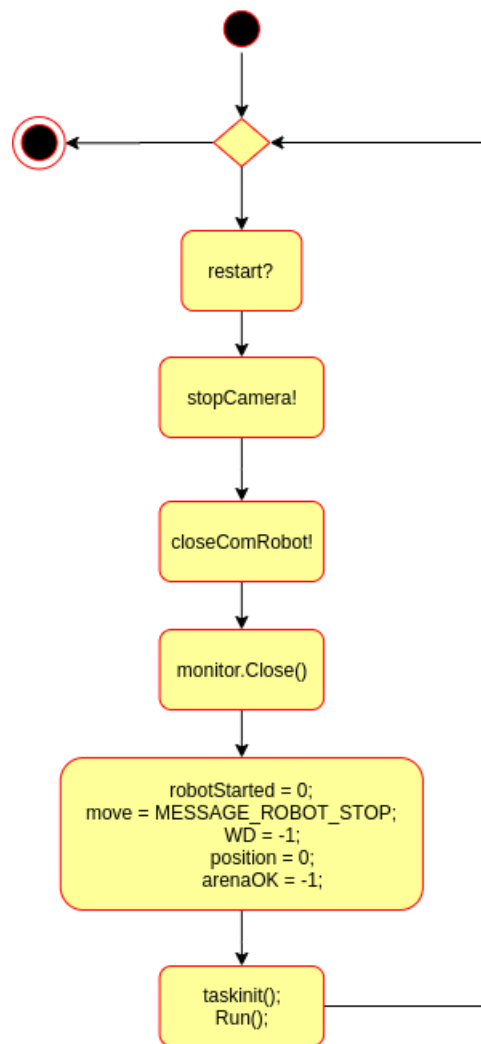 restart?
stopCamera!
closeComRobot!
monitor.Close()
robotStarted = 0;
move = MESSAGE_ROBOT_STOP;
WD = -1;
position = 0;
arenaOK = -1;
taskinit();
Run();